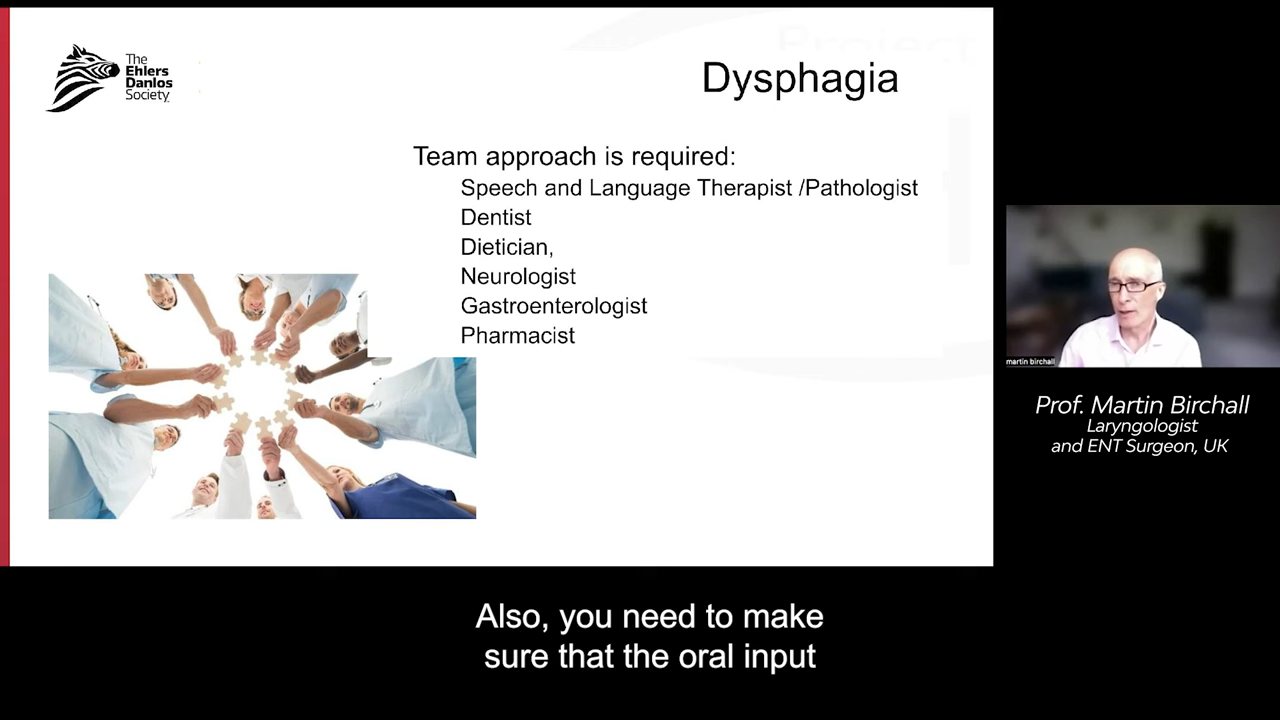 The
Ehlers
Danlos
Society
Dysphagia
Team approach is required:
Speech and Language Therapist /Pathologist
Dentist
Dietician,
Neurologist
Gastroenterologist
Pharmacist
martin birchall
Prof. Martin Birchall
Laryngologist
and ENT Surgeon, UK
Also, you need to make
sure that the oral input